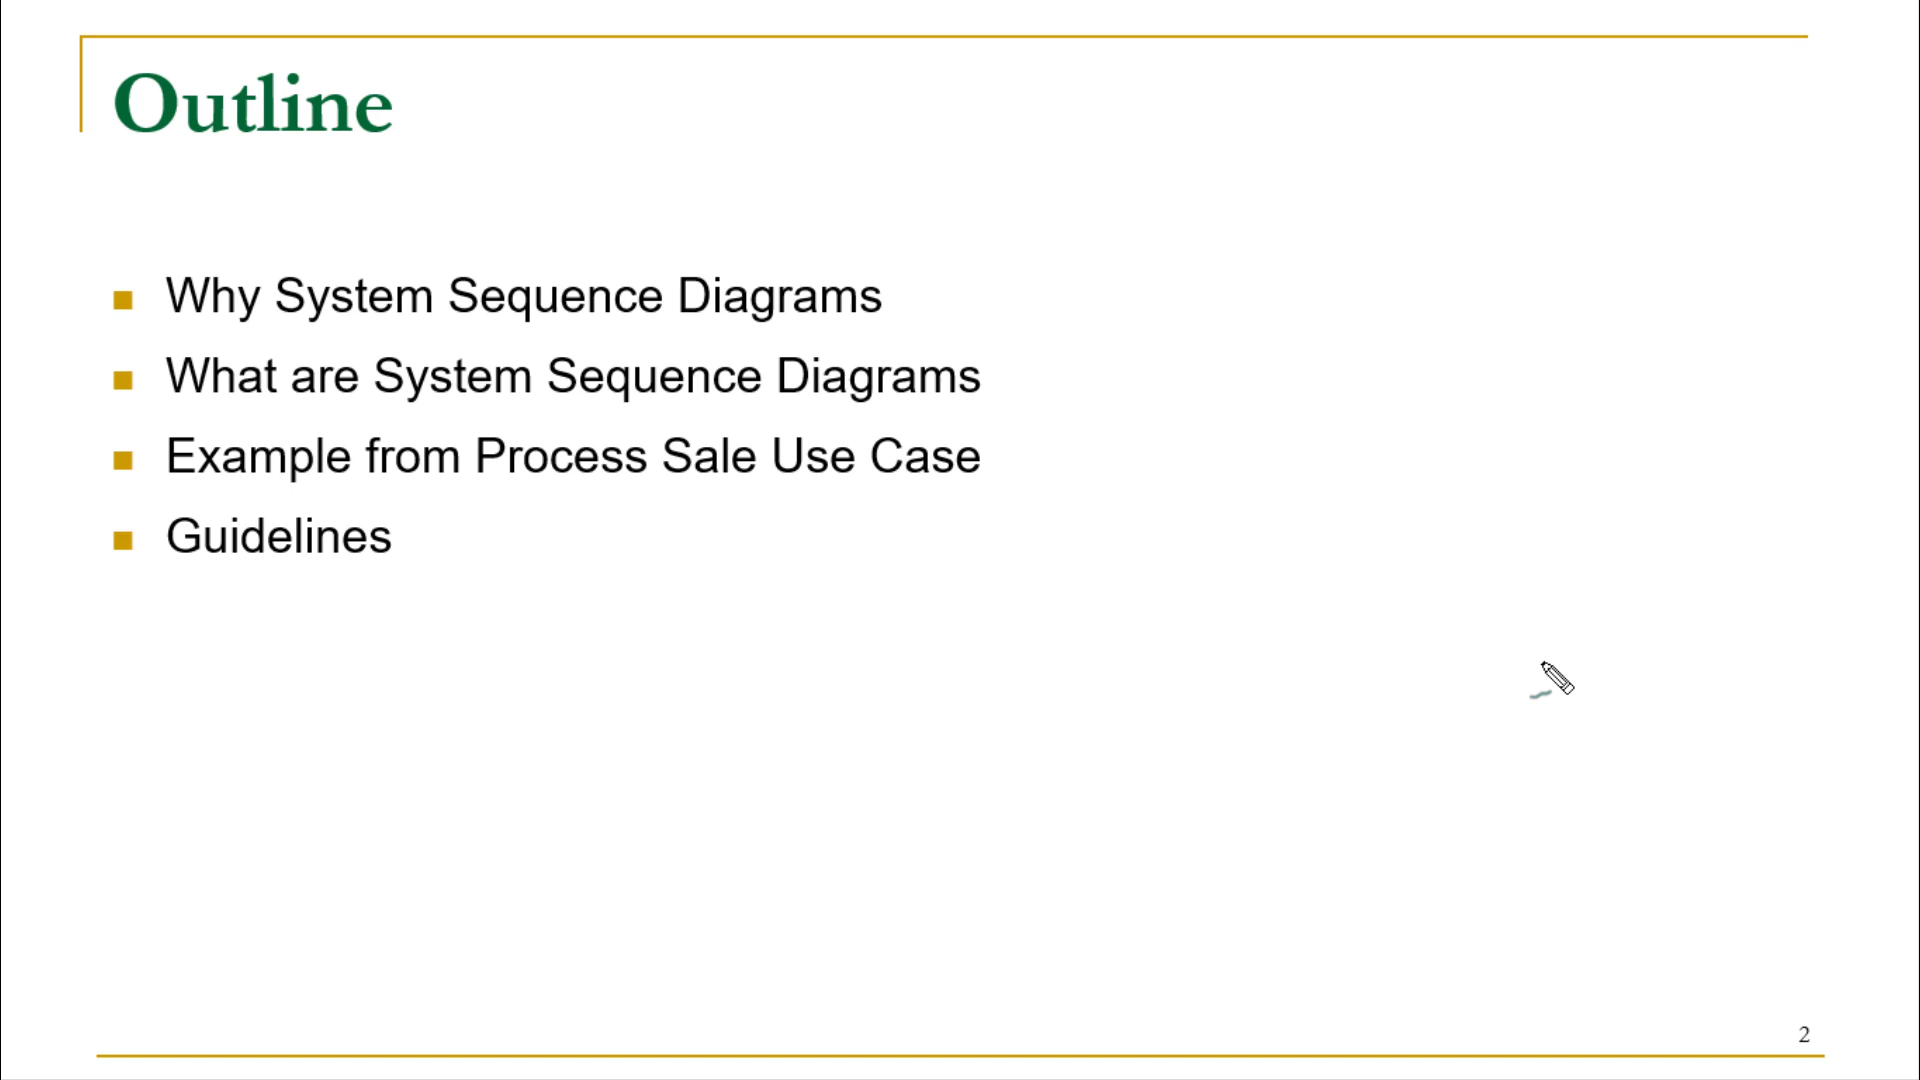 Outline
Why System Sequence Diagrams
What are System Sequence Diagrams
Example from Process Sale Use Case
Guidelines
2